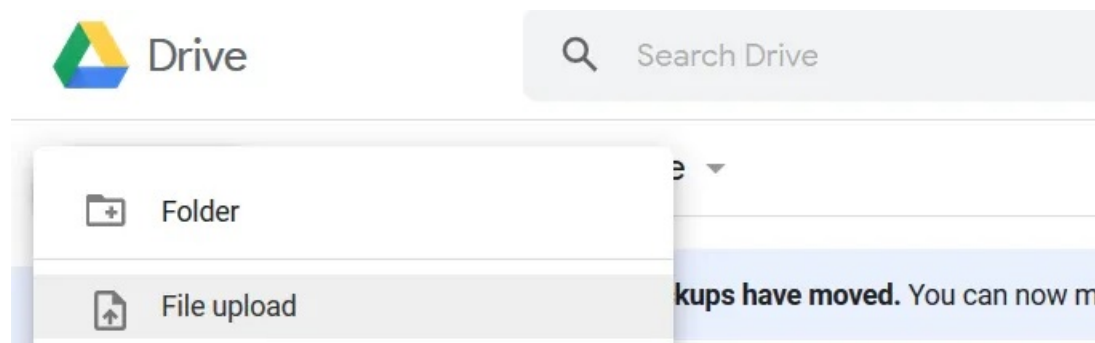 Drive
Search Drive
e
Folder
kups have moved. You can now m
File upload